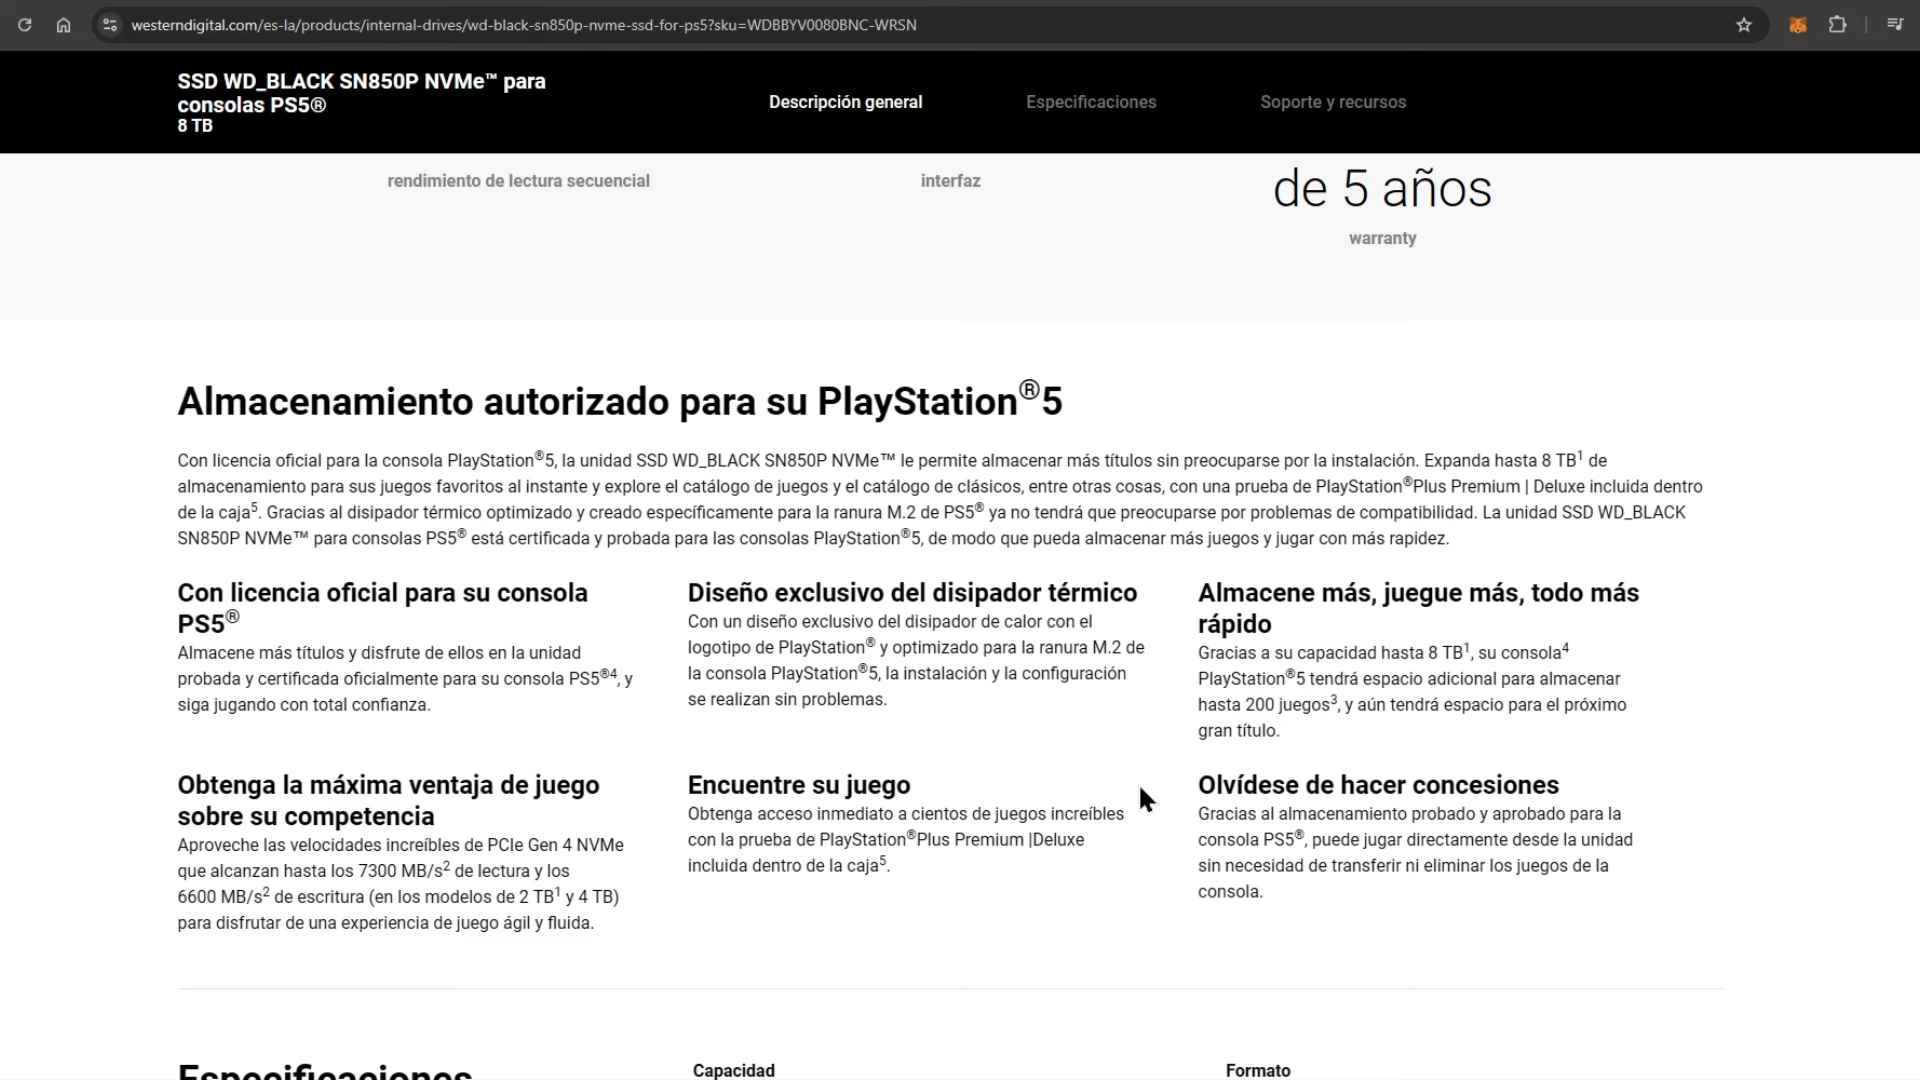 westerndigital.com/es-la/products/internal-drives/wd-black-sn850p-nvme-ssd-for-ps5?sku=WDBBYV0080BNC-WRSN
SSD WD_BLACK SN850P NVMe™ para
consolas PS5®
8 TB
Descripción general
Especificaciones
Soporte y recursos
rendimiento de lectura secuencial
interfaz
de 5 años
warranty
Almacenamiento autorizado para su PlayStation®5
Con licencia oficial para la consola PlayStation®5, la unidad SSD WD_BLACK SN850P NVMe™ le permite almacenar más títulos sin preocuparse por la instalación. Expanda hasta 8 TB1 de
almacenamiento para sus juegos favoritos al instante y explore el catálogo de juegos y el catálogo de clásicos, entre otras cosas, con una prueba de PlayStation®Plus Premium | Deluxe incluida dentro
de la caja5. Gracias al disipador térmico optimizado y creado específicamente para la ranura M.2 de PS5® ya no tendrá que preocuparse por problemas de compatibilidad. La unidad SSD WD_BLACK
SN850P NVMe™ para consolas PS5® está certificada y probada para las consolas PlayStation®5, de modo que pueda almacenar más juegos y jugar con más rapidez.
Con licencia oficial para su consola
PS5®
Almacene más títulos y disfrute de ellos en la unidad
probada y certificada oficialmente para su consola PS5®4, y
siga jugando con total confianza.
Diseño exclusivo del disipador térmico
Con un diseño exclusivo del disipador de calor con el
logotipo de PlayStation® y optimizado para la ranura M.2 de
la consola PlayStation®5, la instalación y la configuración
se realizan sin problemas.
Almacene más, juegue más, todo más
rápido
Gracias a su capacidad hasta 8 TB1, su consola4
PlayStation®5 tendrá espacio adicional para almacenar
hasta 200 juegos3, y aún tendrá espacio para el próximo
gran título.
Obtenga la máxima ventaja de juego
sobre su competencia
Aproveche las velocidades increíbles de PCIe Gen 4 NVMe
que alcanzan hasta los 7300 MB/s2 de lectura y los
6600 MB/s2 de escritura (en los modelos de 2 TB1 y 4 TB)
para disfrutar de una experiencia de juego ágil y fluida.
Encuentre su juego
Obtenga acceso inmediato a cientos de juegos increíbles
con la prueba de PlayStation®Plus Premium |Deluxe
incluida dentro de la caja5.
Olvídese de hacer concesiones
Gracias al almacenamiento probado y aprobado para la
consola PS5®, puede jugar directamente desde la unidad
sin necesidad de transferir ni eliminar los juegos de la
consola.
Especificaciones
Capacidad
Formato